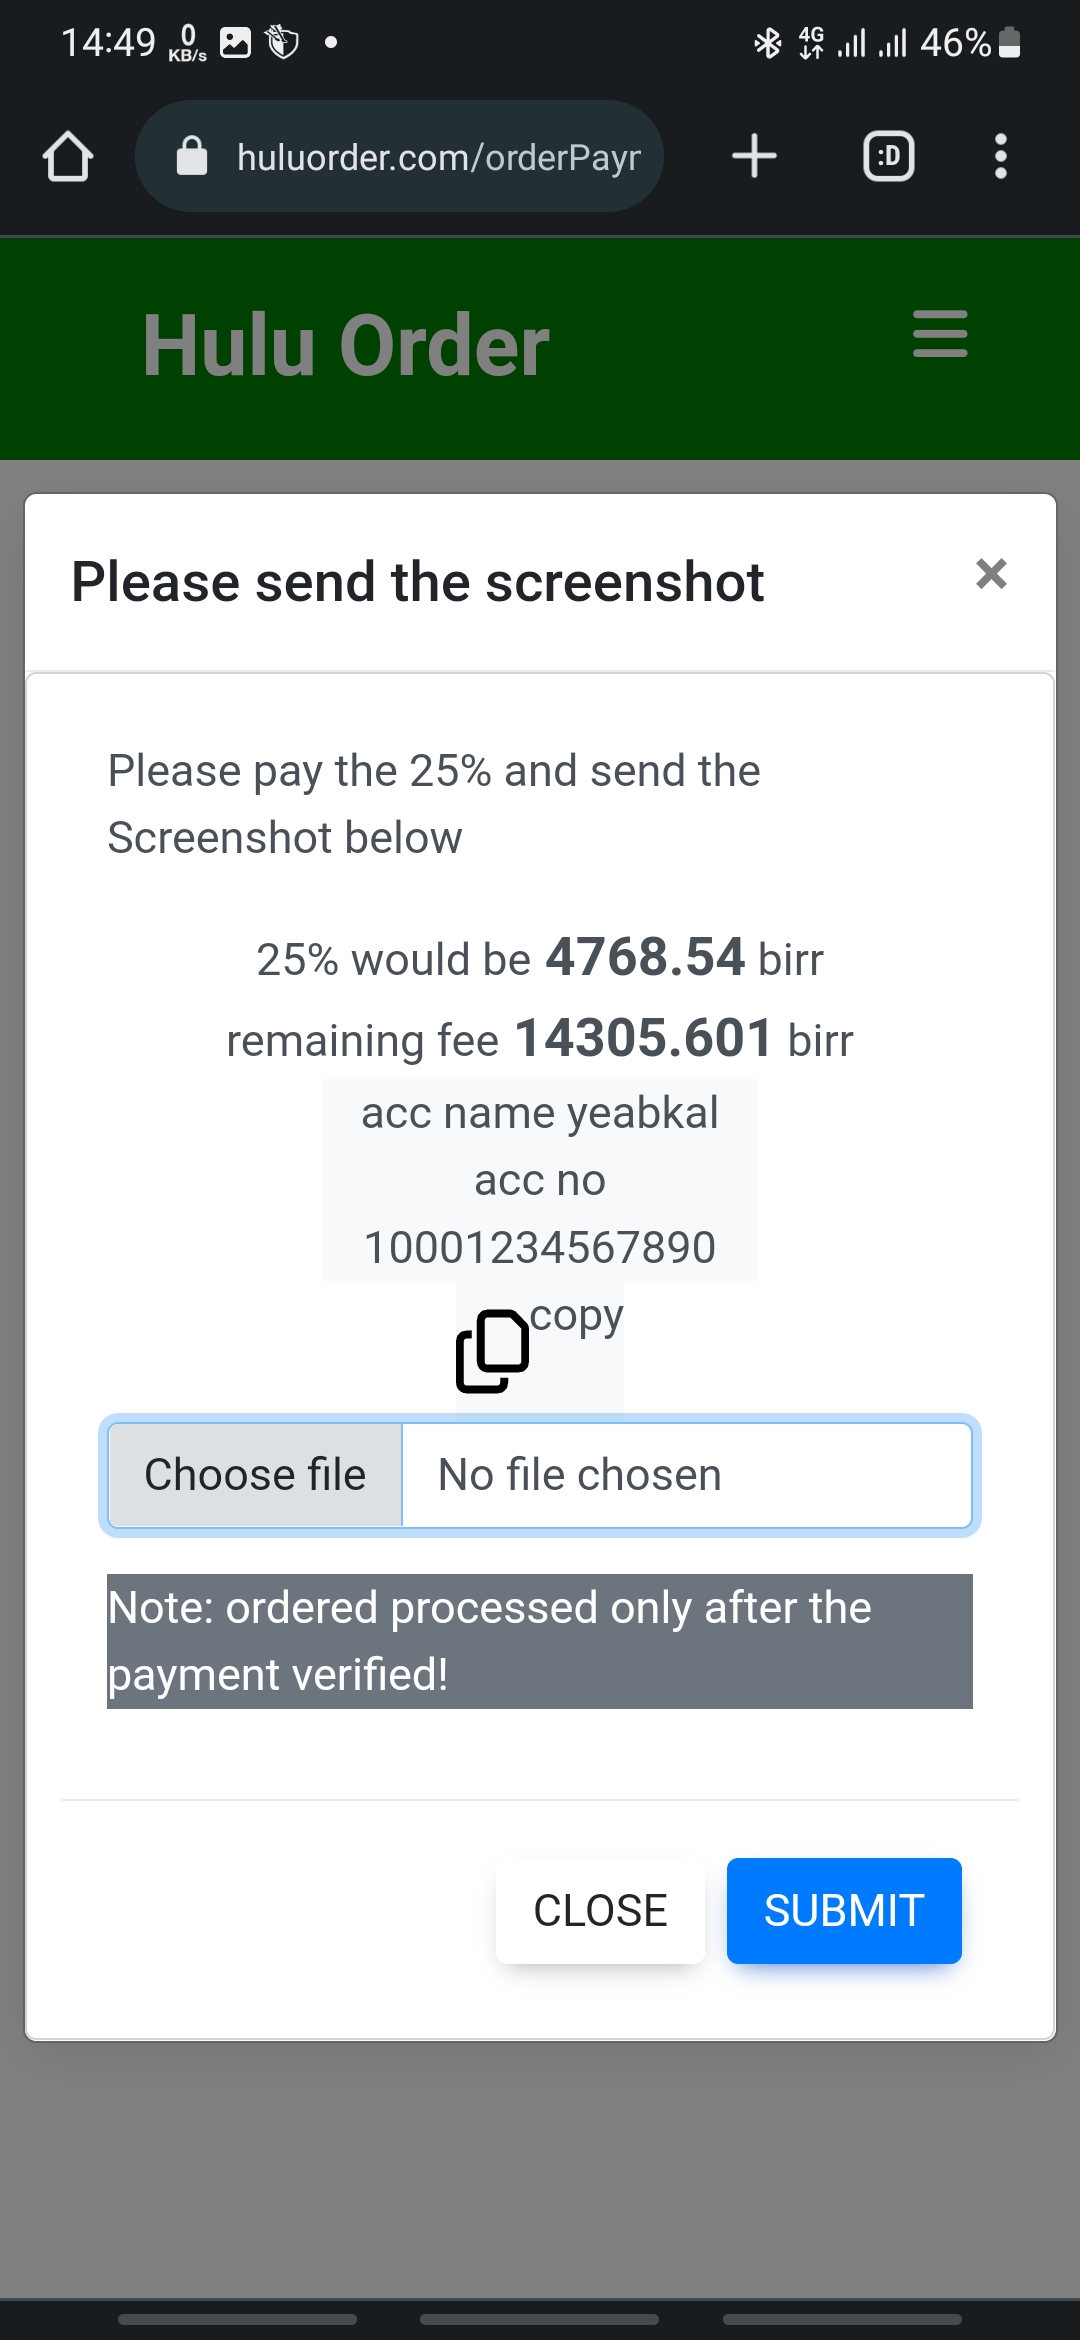 14:49 0 KB/s 4G 46%
huluorder.com/orderPayr :D
Hulu Order
Please send the screenshot ×
Please pay the 25% and send the
Screenshot below
25% would be 4768.54 birr
remaining fee 14305.601 birr
acc name yeabkal
acc no
10001234567890
copy
Choose file No file chosen
Note: ordered processed only after the
payment verified!
CLOSE SUBMIT